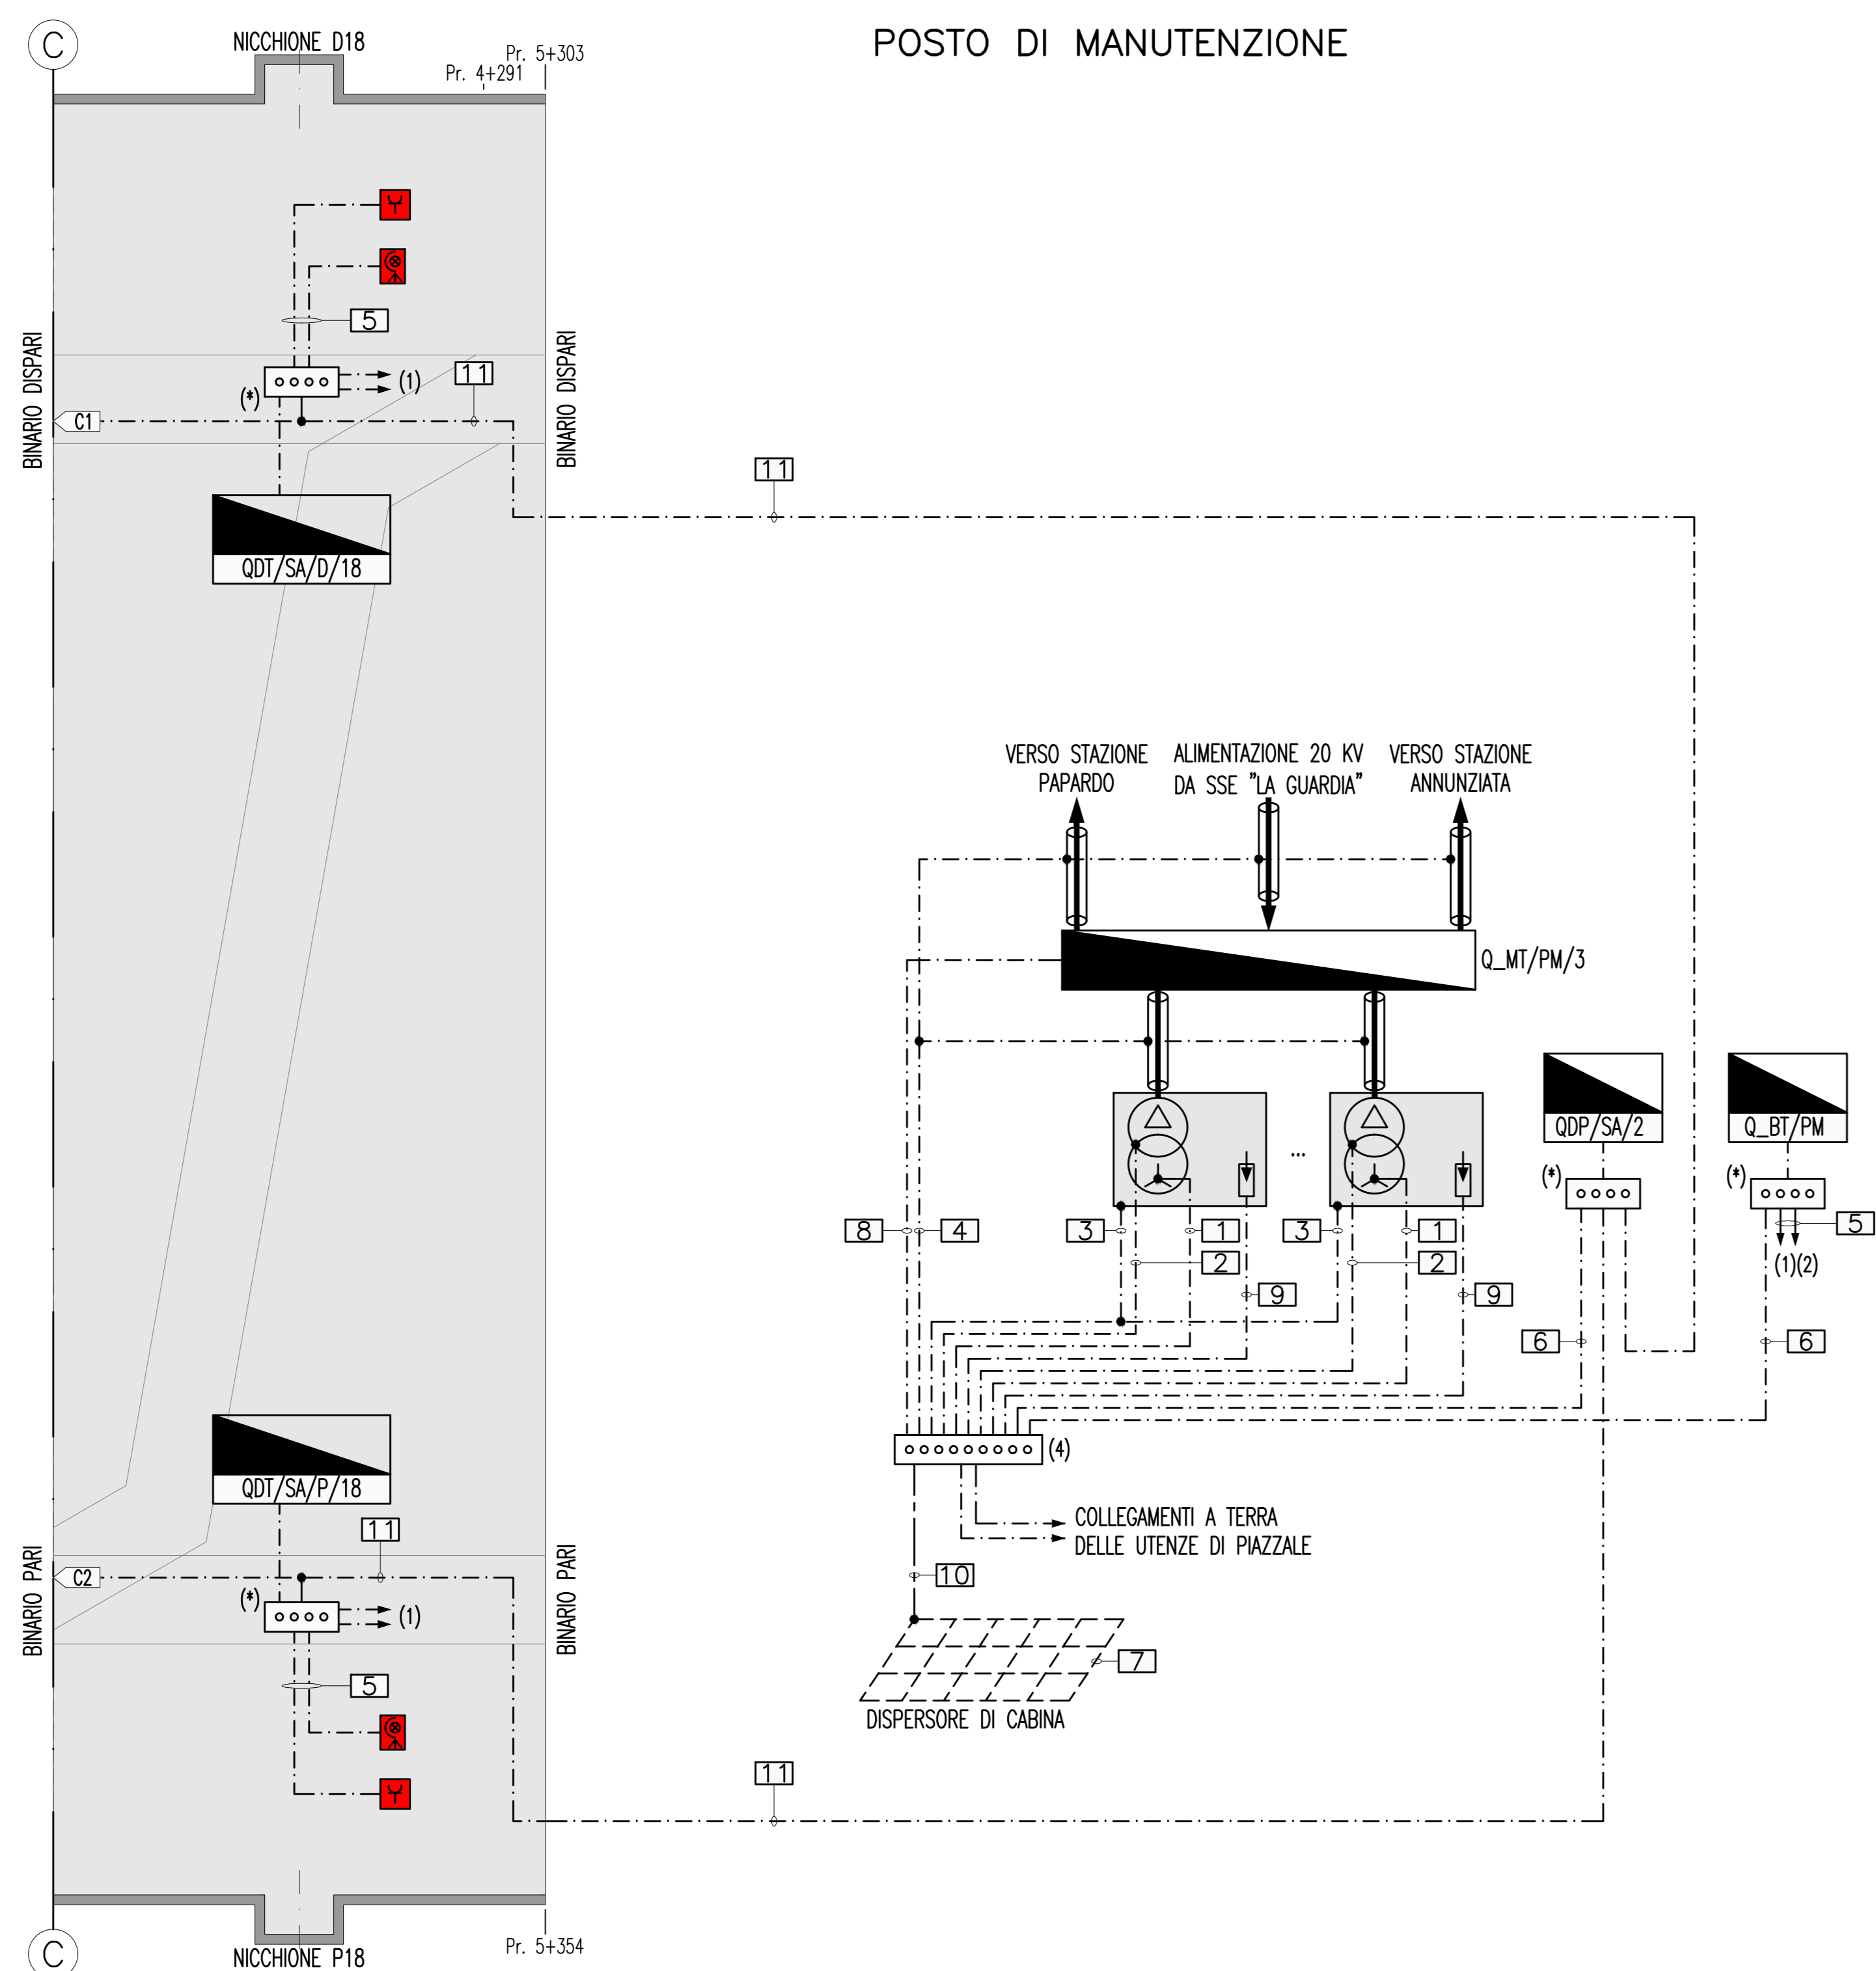 POSTO DI MANUTENZIONE
C
NICCHIONE D18
Pr. 5+303
Pr. 4+291
5
BINARIO DISPARI
BINARIO DISPARI
(*)
(1)
11
C1
11
QDT/SA/D/18
VERSO STAZIONE
PAPARDO
ALIMENTAZIONE 20 KV
DA SSE "LA GUARDIA"
VERSO STAZIONE
ANNUNZIATA
Q_MT/PM/3
...
QDP/SA/2
Q_BT/PM
(*)
(*)
8
4
3
1
3
1
5
2
2
(1)(2)
9
9
6
6
(4)
QDT/SA/P/18
COLLEGAMENTI A TERRA
DELLE UTENZE DI PIAZZALE
11
10
C2
(*)
(1)
BINARIO PARI
BINARIO PARI
7
5
DISPERSORE DI CABINA
11
C
NICCHIONE P18
Pr. 5+354